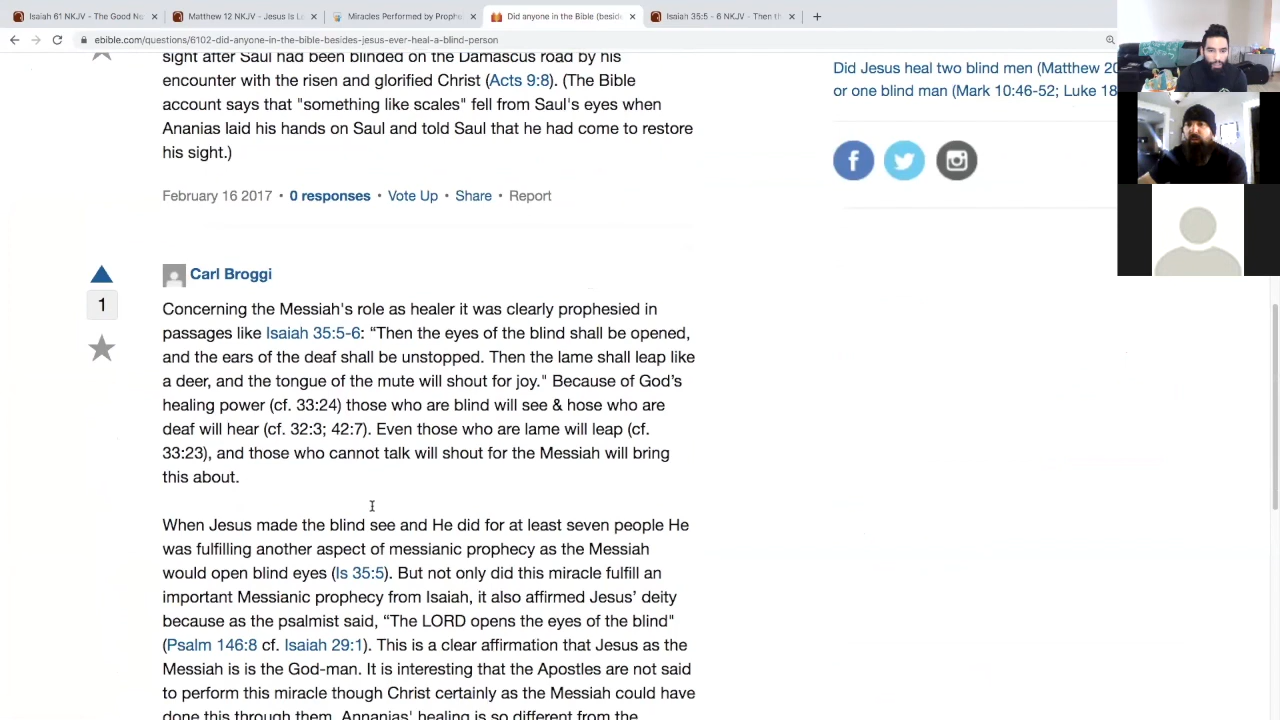 Isaiah 61 NKJV - The Good Ne
Matthew 12 NKJV - Jesus Is Lo
Miracles Performed by Prophe
Did anyone in the Bible (besid
Isaiah 35:5 - 6 NKJV - Then th
ebible.com/questions/6102-did-anyone-in-the-bible-besides-jesus-ever-heal-a-blind-person
sight after Saul had been blinded on the Damascus road by his
encounter with the risen and glorified Christ (Acts 9:8). (The Bible
account says that "something like scales" fell from Saul's eyes when
Ananias laid his hands on Saul and told Saul that he had come to restore
his sight.)
February 16 2017 • 0 responses • Vote Up • Share • Report
Did Jesus heal two blind men (Matthew 20
or one blind man (Mark 10:46-52; Luke 18
Carl Broggi
1
Concerning the Messiah's role as healer it was clearly prophesied in
passages like Isaiah 35:5-6: “Then the eyes of the blind shall be opened,
and the ears of the deaf shall be unstopped. Then the lame shall leap like
a deer, and the tongue of the mute will shout for joy." Because of God’s
healing power (cf. 33:24) those who are blind will see & hose who are
deaf will hear (cf. 32:3; 42:7). Even those who are lame will leap (cf.
33:23), and those who cannot talk will shout for the Messiah will bring
this about.
When Jesus made the blind see and He did for at least seven people He
was fulfilling another aspect of messianic prophecy as the Messiah
would open blind eyes (Is 35:5). But not only did this miracle fulfill an
important Messianic prophecy from Isaiah, it also affirmed Jesus’ deity
because as the psalmist said, “The LORD opens the eyes of the blind"
(Psalm 146:8 cf. Isaiah 29:1). This is a clear affirmation that Jesus as the
Messiah is is the God-man. It is interesting that the Apostles are not said
to perform this miracle though Christ certainly as the Messiah could have
done this through them. Annanias' healing is so different from the